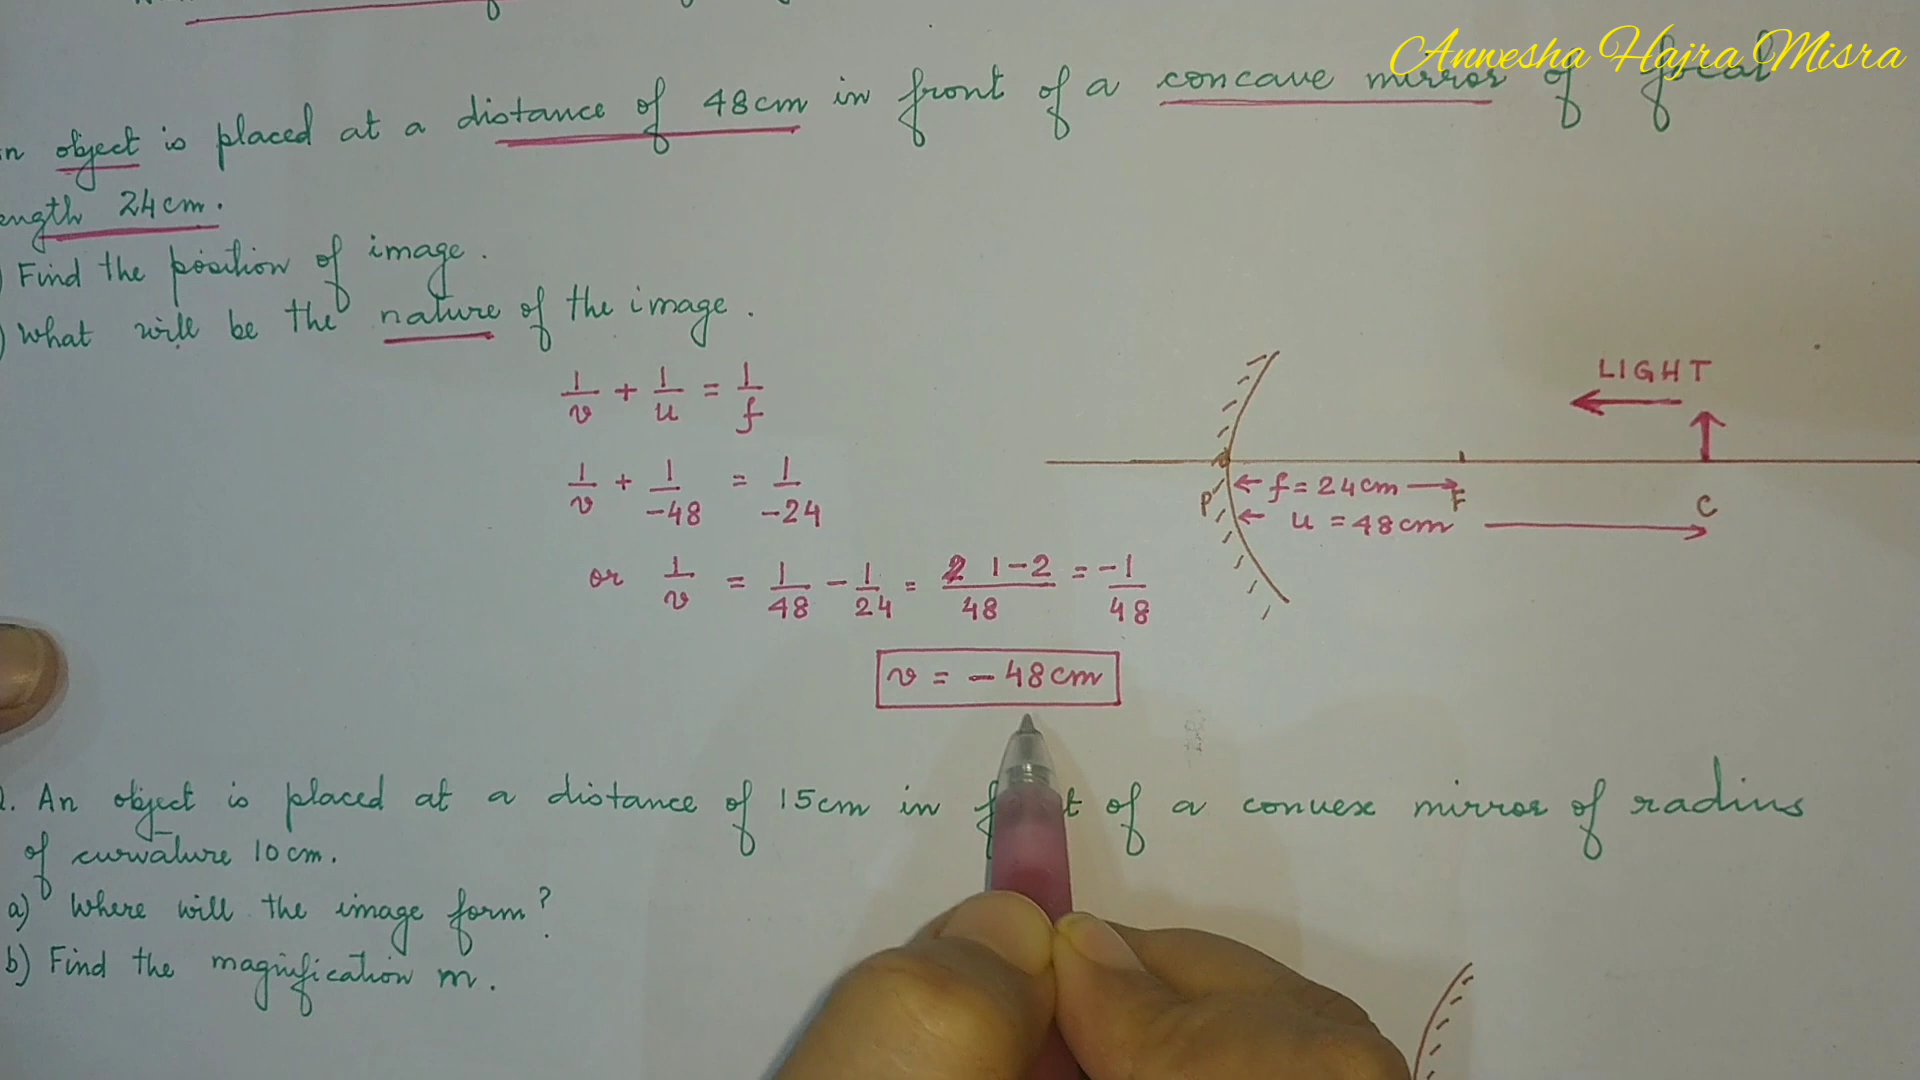 Anwesha Hajra Misra
object is placed at a distance of 48cm in front of a concave mirror of focal
length 24cm.
Find the position of image.
What will be the nature of the image.
1/v + 1/u = 1/f
1/v + 1/-48 = 1/-24
or 1/v = 1/48 - 1/24 = 1-2/48 = -1/48
v = -48cm
LIGHT
P ← f = 24cm → F
← u = 48cm → C
An object is placed at a distance of 15cm in of a convex mirror of radius
of curvature 10cm.
a) Where will the image form?
b) Find the magnification m.